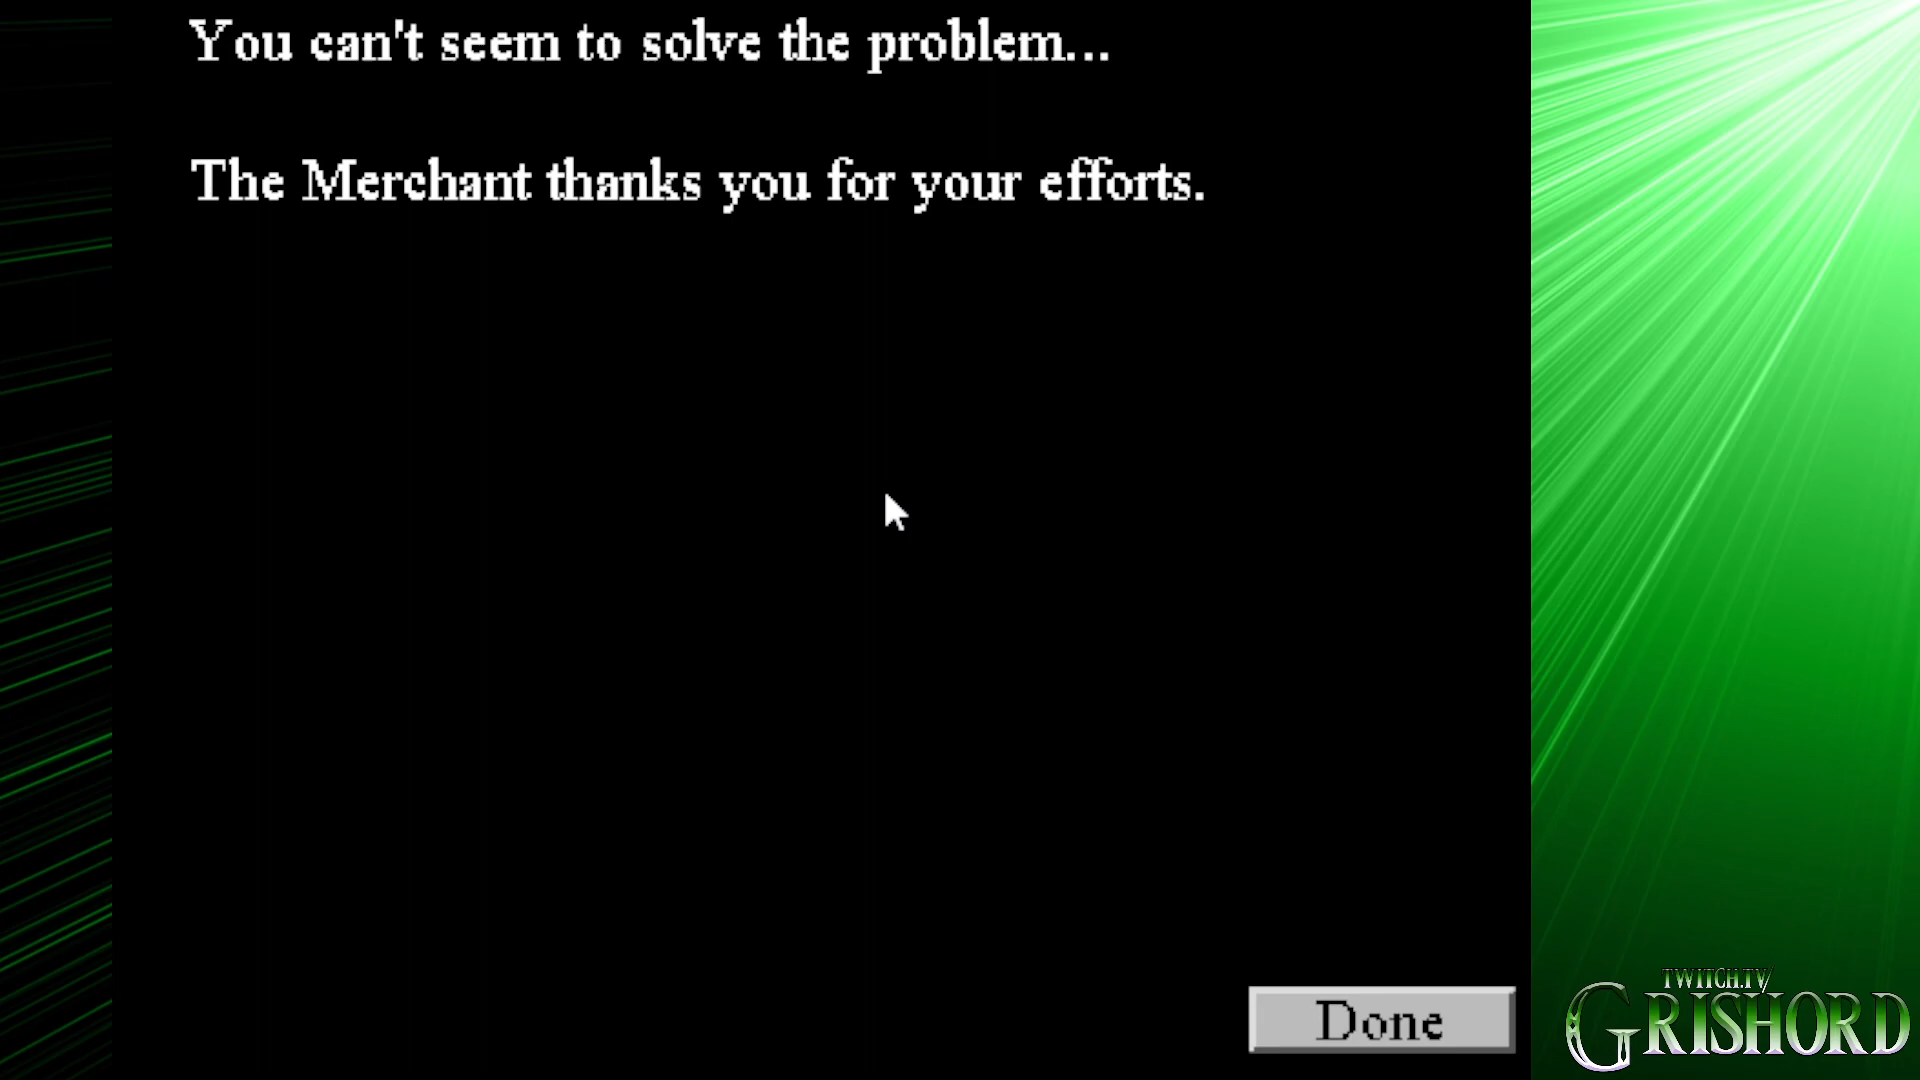 You can't seem to solve the problem...
The Merchant thanks you for your efforts.
Done
TWITCH.TV/
GRISHORD